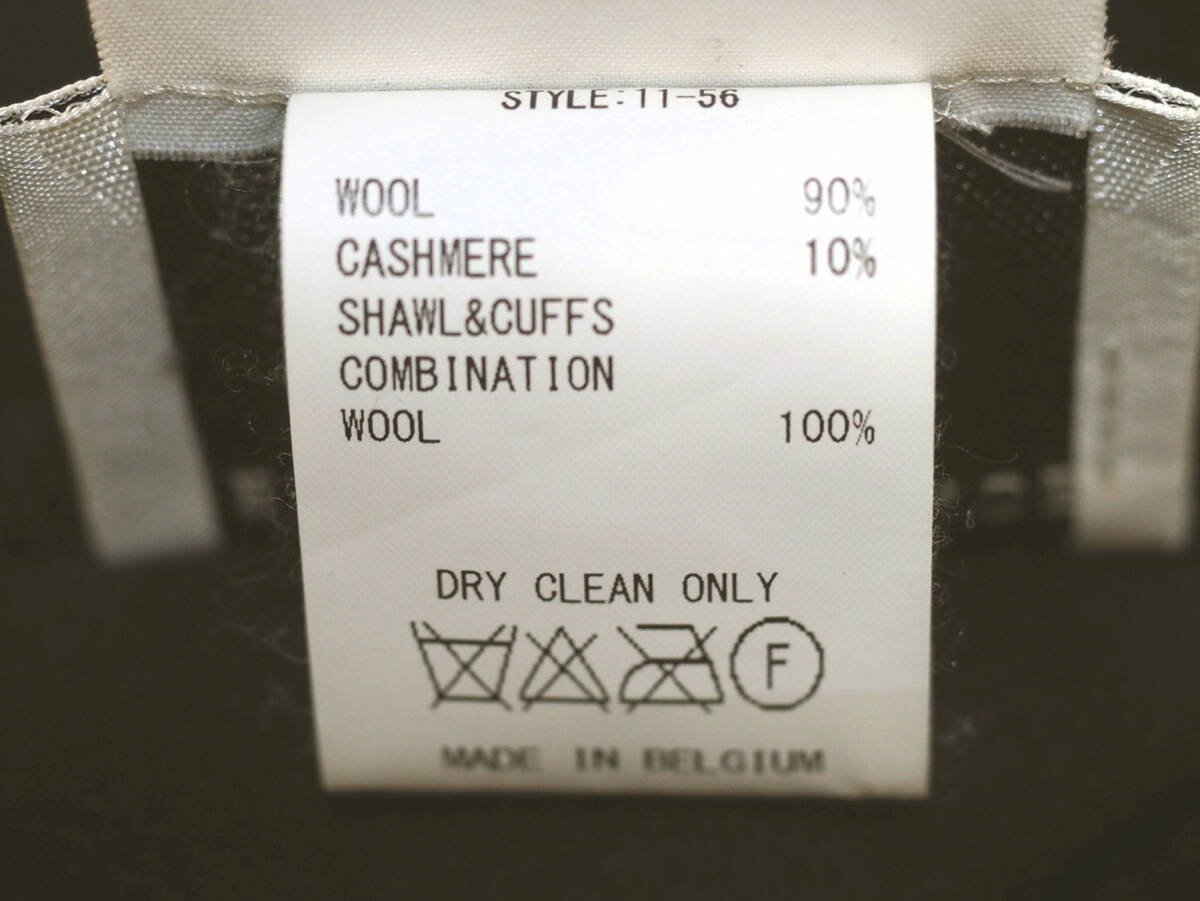 STYLE:11-56
WOOL 90%
CASHMERE 10%
SHAWL&CUFFS
COMBINATION
WOOL 100%
DRY CLEAN ONLY
F
MADE IN BELGIUM